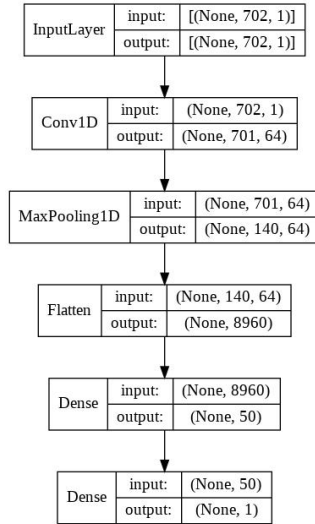 InputLayer
input: [(None, 702, 1)]
output: [(None, 702, 1)]
Conv1D
input: (None, 702, 1)
output: (None, 701, 64)
MaxPooling1D
input: (None, 701, 64)
output: (None, 140, 64)
Flatten
input: (None, 140, 64)
output: (None, 8960)
Dense
input: (None, 8960)
output: (None, 50)
Dense
input: (None, 50)
output: (None, 1)